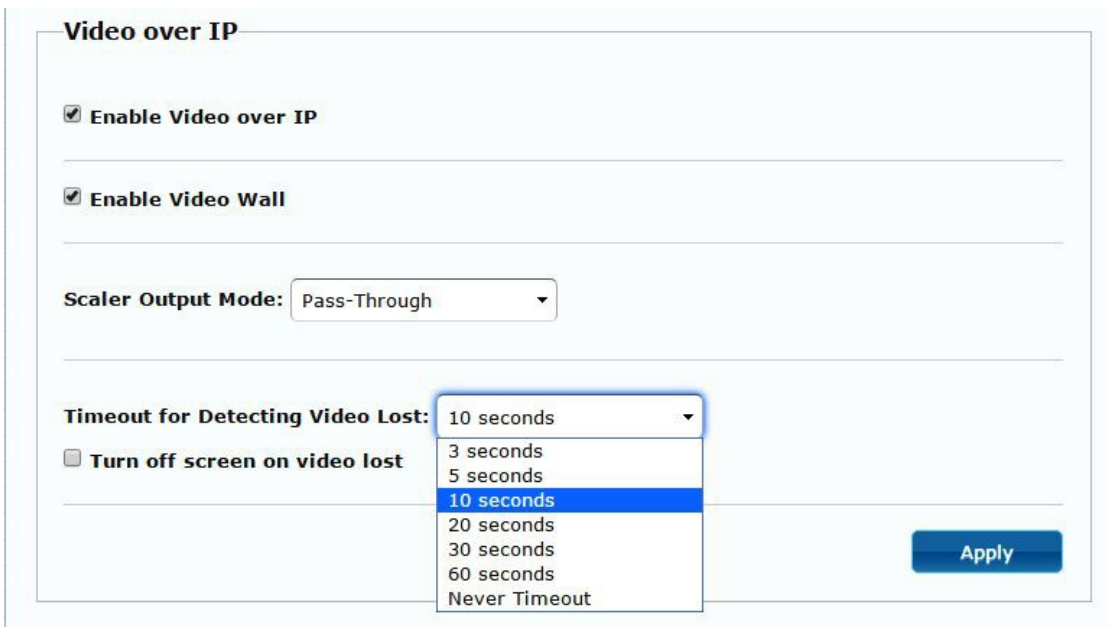 Video over IP
Enable Video over IP
Enable Video Wall
Scaler Output Mode: Pass-Through
Timeout for Detecting Video Lost: 10 seconds
3 seconds
Turn off screen on video lost
5 seconds
10 seconds
20 seconds
30 seconds
60 seconds
Never Timeout
Apply